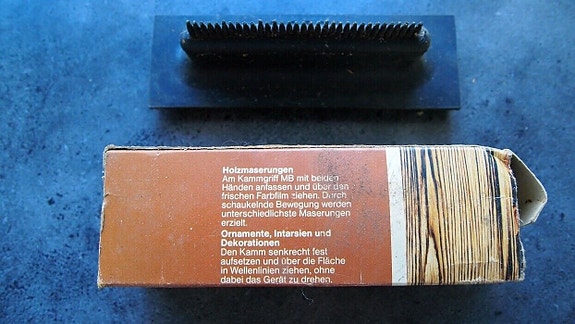 Holzmaserungen
Am Kammgriff MB mit beiden
Händen anfassen und über den
frischen Farbfilm ziehen. Durch
schaukelnde Bewegung werden
unterschiedlichste Maserungen
erzielt.
Ornamente, Intarsien und
Dekorationen
Den Kamm senkrecht fest
aufsetzen und über die Fläche
in Wellenlinien ziehen, ohne
dabei das Gerät zu drehen.